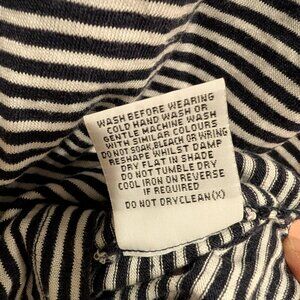 WASH BEFORE WEARING
COLD HAND WASH OR
GENTLE MACHINE WASH
WITH SIMILAR COLOURS
DO NOT SOAK, BLEACH OR WRING
RESHAPE WHILST DAMP
DRY FLAT IN SHADE
DO NOT TUMBLE DRY
COOL IRON ON REVERSE
IF REQUIRED
DO NOT DRYCLEAN(X)